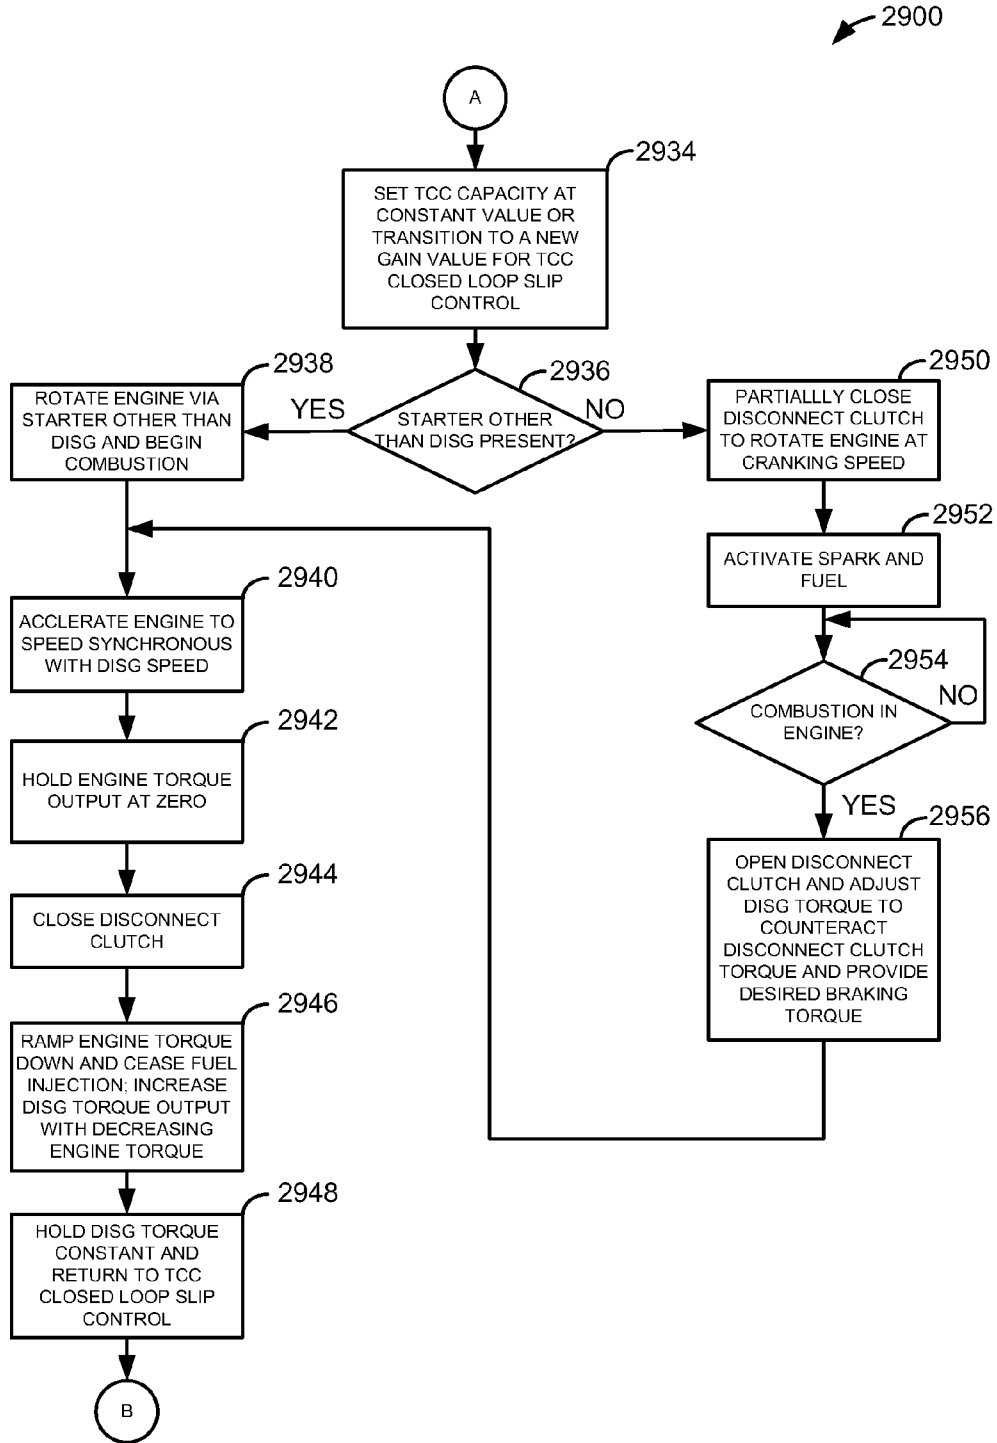 2900
A
2934
SET TCC CAPACITY AT
CONSTANT VALUE OR
TRANSITION TO A NEW
GAIN VALUE FOR TCC
CLOSED LOOP SLIP
CONTROL
2936
STARTER OTHER
THAN DISG PRESENT?
YES
NO
2938
ROTATE ENGINE VIA
STARTER OTHER THAN
DISG AND BEGIN
COMBUSTION
2950
PARTIALLLY CLOSE
DISCONNECT CLUTCH
TO ROTATE ENGINE AT
CRANKING SPEED
2952
ACTIVATE SPARK AND
FUEL
2940
ACCLERATE ENGINE TO
SPEED SYNCHRONOUS
WITH DISG SPEED
2954
COMBUSTION IN
ENGINE?
NO
YES
2942
HOLD ENGINE TORQUE
OUTPUT AT ZERO
2956
OPEN DISCONNECT
CLUTCH AND ADJUST
DISG TORQUE TO
COUNTERACT
DISCONNECT CLUTCH
TORQUE AND PROVIDE
DESIRED BRAKING
TORQUE
2944
CLOSE DISCONNECT
CLUTCH
2946
RAMP ENGINE TORQUE
DOWN AND CEASE FUEL
INJECTION; INCREASE
DISG TORQUE OUTPUT
WITH DECREASING
ENGINE TORQUE
2948
HOLD DISG TORQUE
CONSTANT AND
RETURN TO TCC
CLOSED LOOP SLIP
CONTROL
B